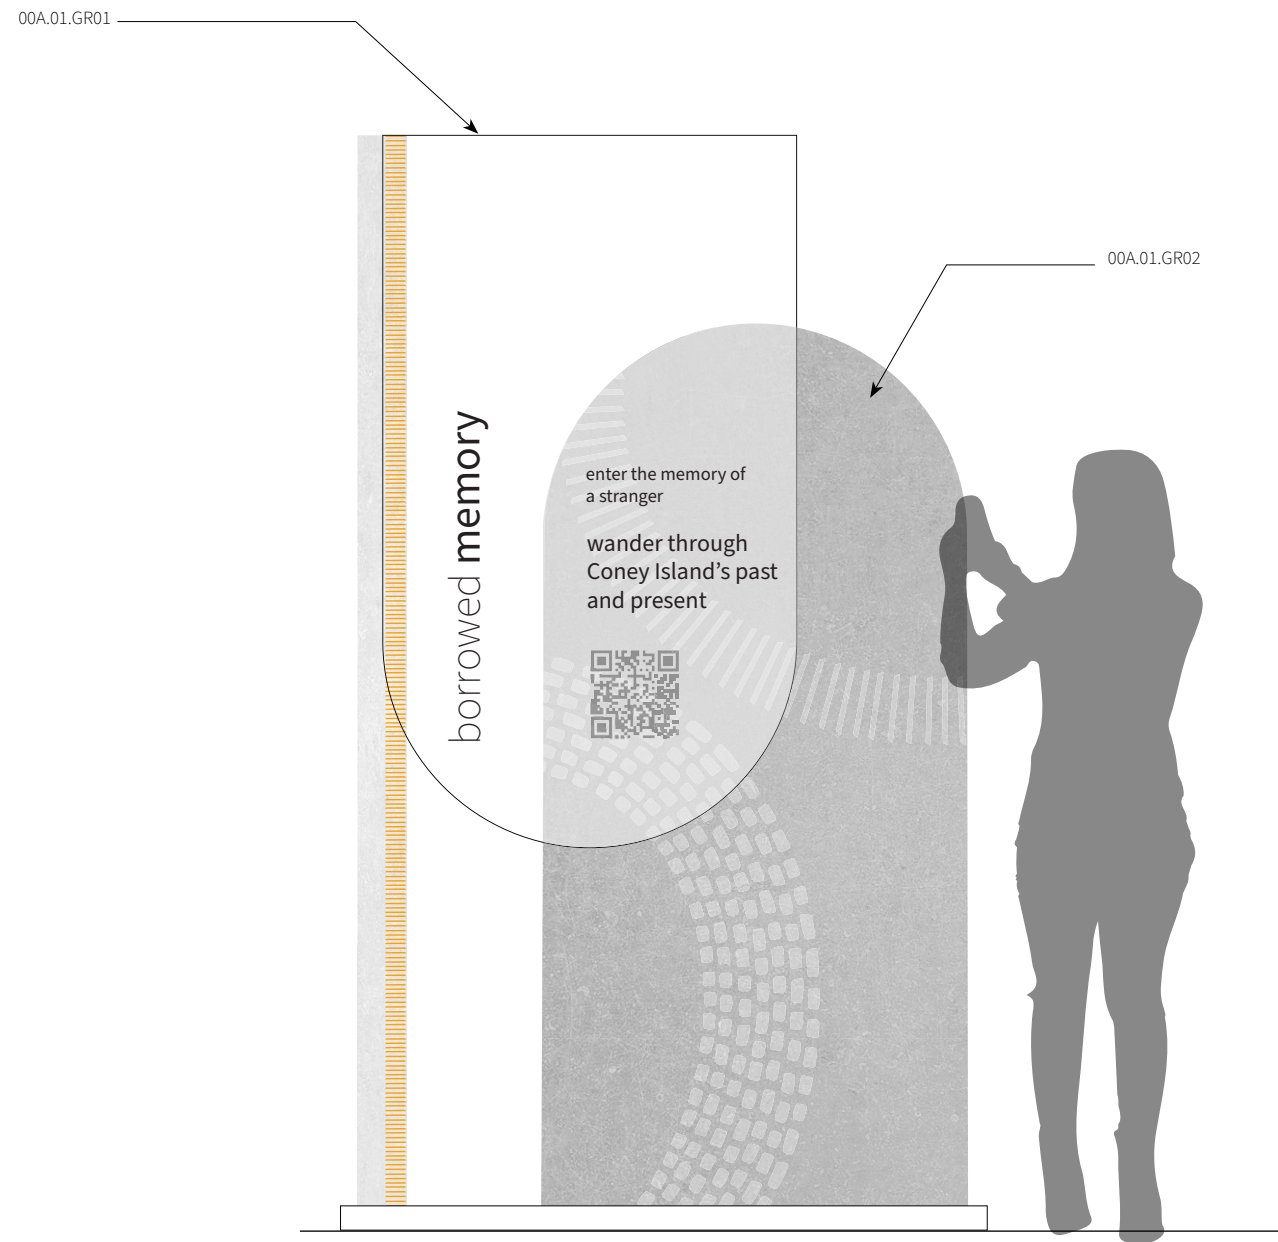 00A.01.GR01
00A.01.GR02
borrowed memory
enter the memory of
a stranger
wander through
Coney Island’s past
and present